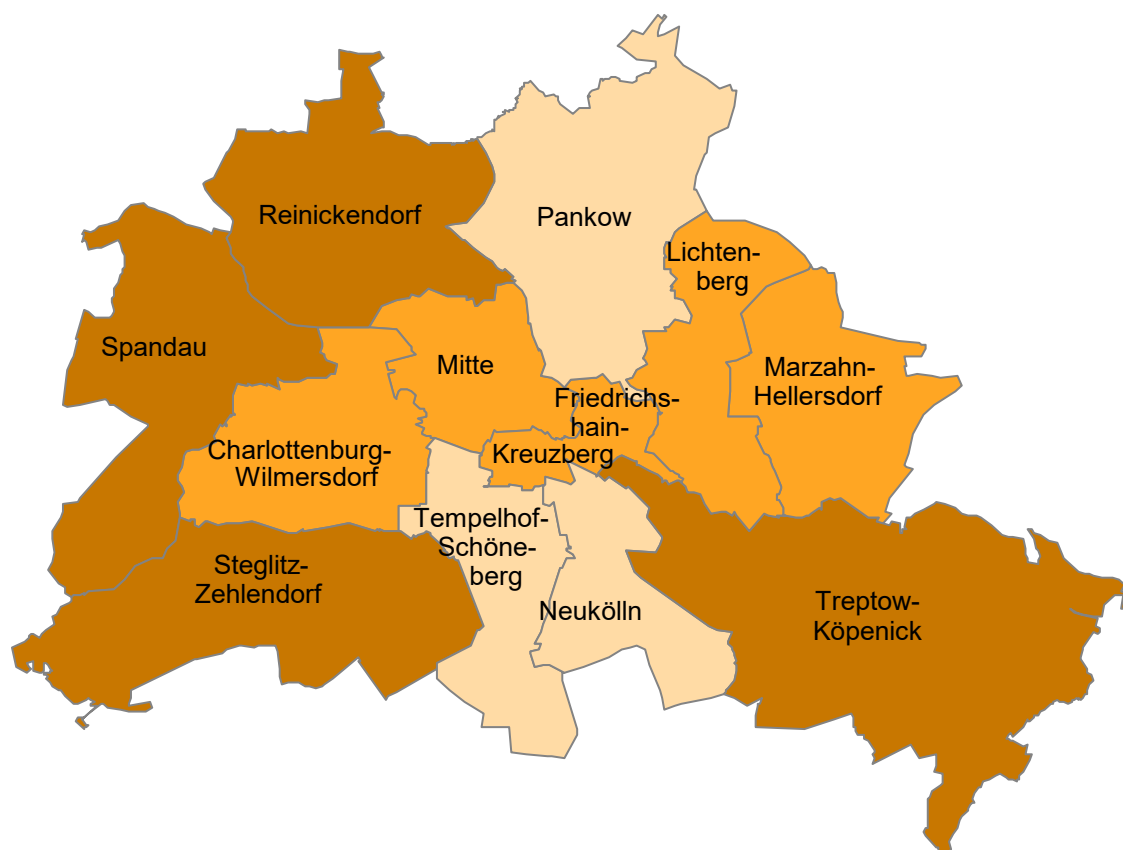 Reinickendorf
Pankow
Lichten-
berg
Spandau
Mitte
Marzahn-
Hellersdorf
Friedrichs-
hain-
Kreuzberg
Charlottenburg-
Wilmersdorf
Tempelhof-
Schöne-
berg
Steglitz-
Zehlendorf
Neukölln
Treptow-
Köpenick